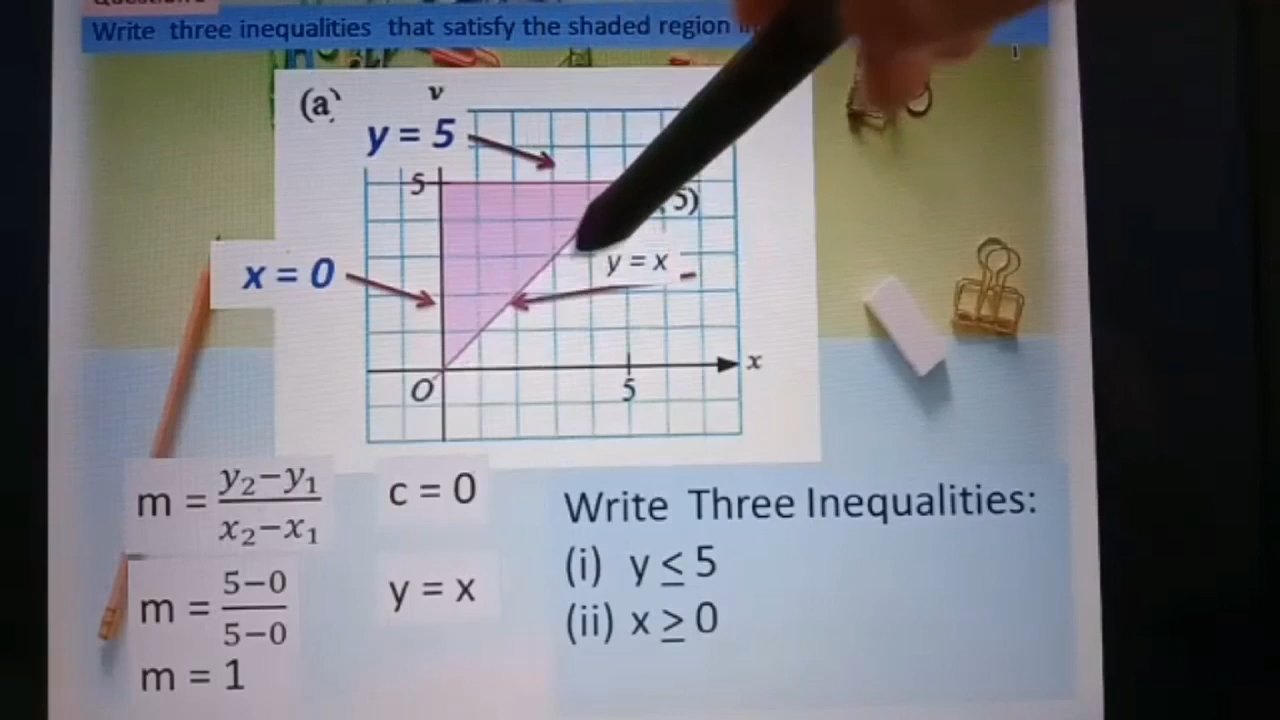 Write three inequalities that satisfy the shaded region
(a)
y = 5
5
5)
x = 0
y = x
x
O
5
m = y₂−y₁ / x₂−x₁
c = 0
m = 5−0 / 5−0
y = x
m = 1
Write Three Inequalities:
(i) y ≤ 5
(ii) x ≥ 0